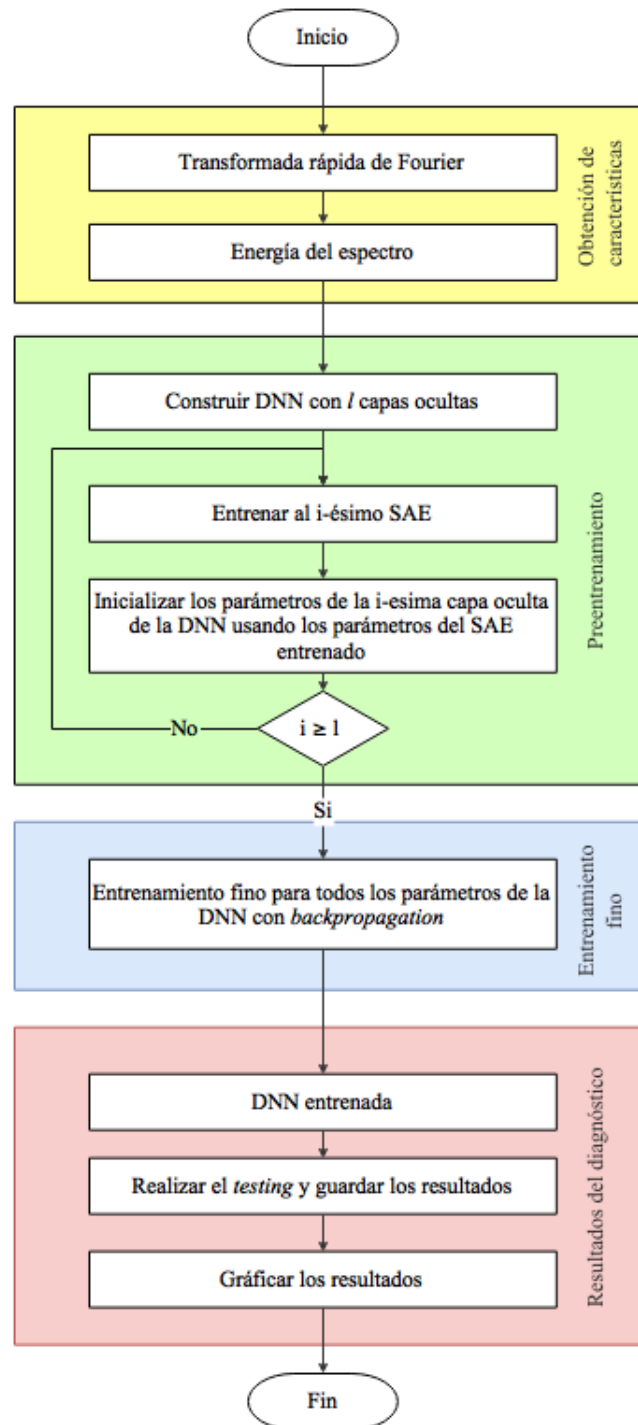 Inicio
Transformada rápida de Fourier
Energía del espectro
Obtención de
características
Construir DNN con l capas ocultas
Entrenar al i-ésimo SAE
Inicializar los parámetros de la i-esima capa oculta
de la DNN usando los parámetros del SAE
entrenado
No
i ≥ l
Preentrenamiento
Si
Entrenamiento fino para todos los parámetros de la
DNN con backpropagation
Entrenamiento
fino
DNN entrenada
Realizar el testing y guardar los resultados
Gráficar los resultados
Resultados del diagnóstico
Fin